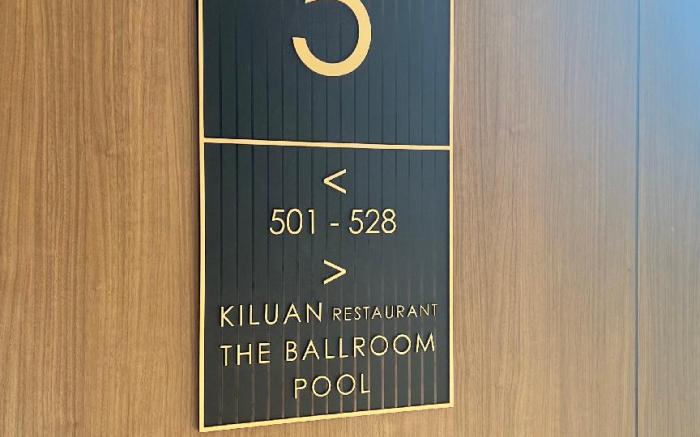 5
<
501 - 528
>
KILUAN RESTAURANT
THE BALLROOM
POOL